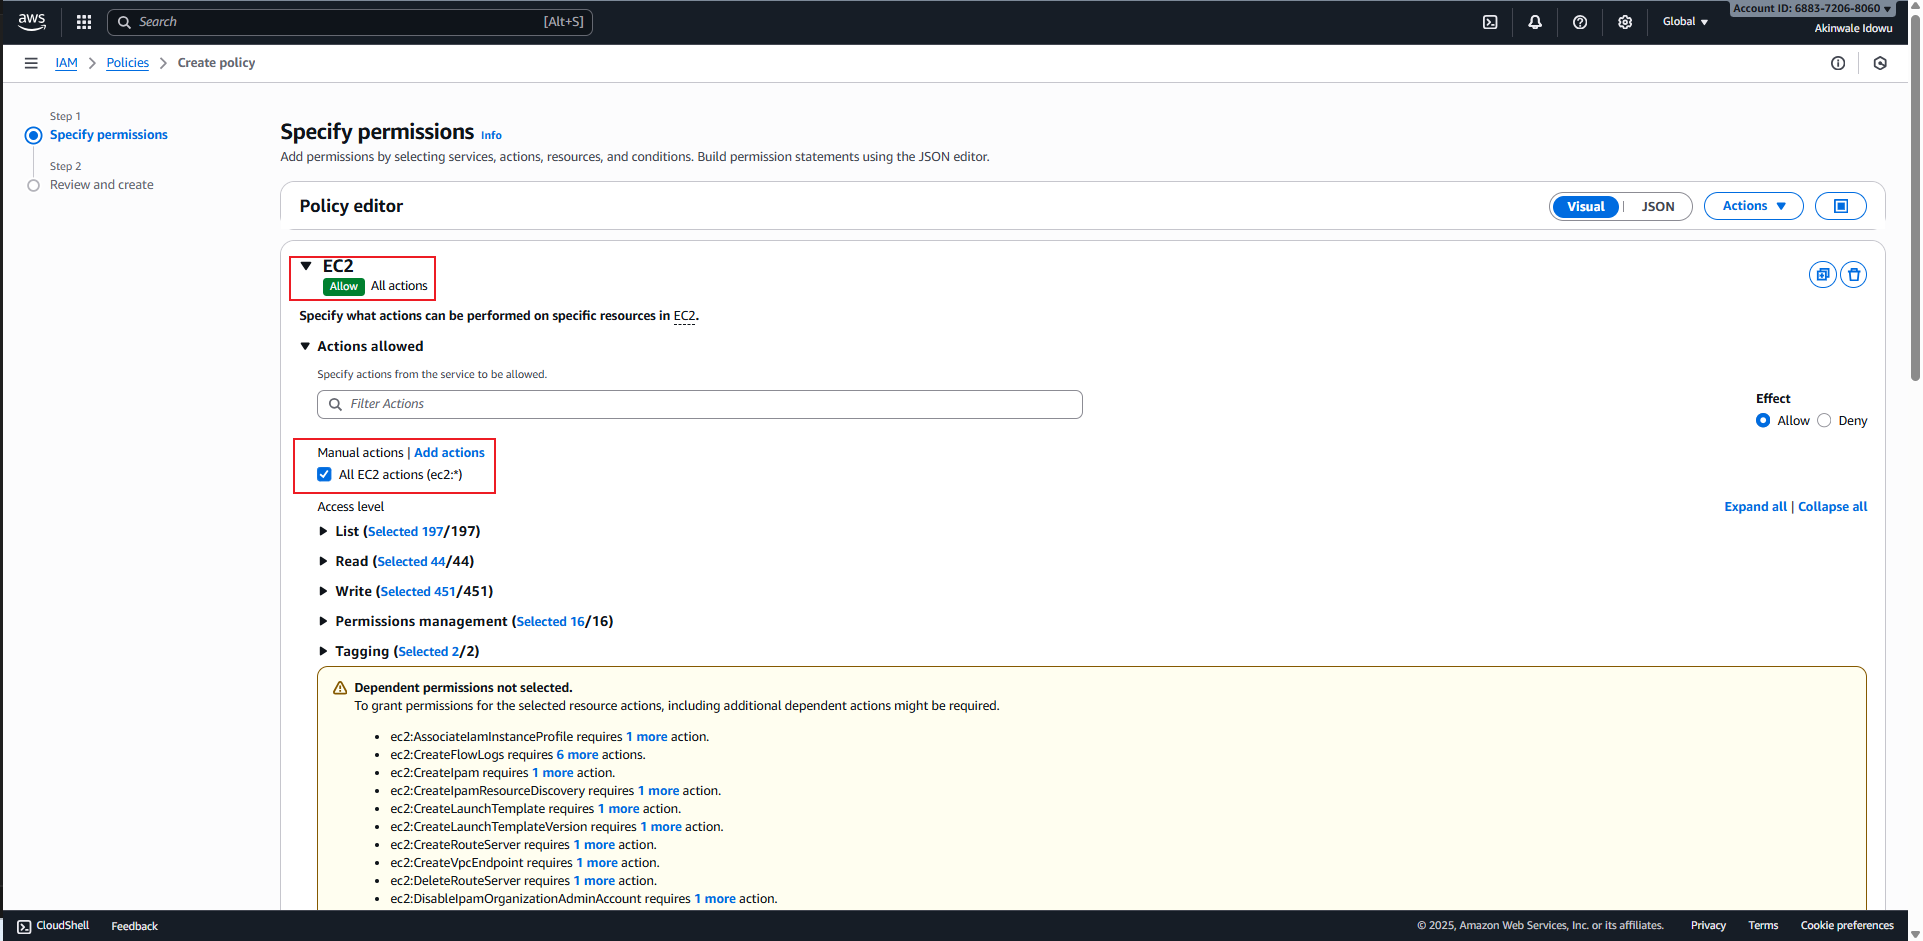 aws
Search
[Alt+S]
Global
Account ID: 6883-7206-8060
Akinwale Idowu
IAM > Policies > Create policy
Step 1
Specify permissions
Step 2
Review and create
Specify permissions Info
Add permissions by selecting services, actions, resources, and conditions. Build permission statements using the JSON editor.
Policy editor
Visual | JSON
Actions
EC2
Allow All actions
Specify what actions can be performed on specific resources in EC2.
Actions allowed
Specify actions from the service to be allowed.
Filter Actions
Effect
Allow Deny
Manual actions | Add actions
All EC2 actions (ec2:*)
Access level
Expand all | Collapse all
List (Selected 197/197)
Read (Selected 44/44)
Write (Selected 451/451)
Permissions management (Selected 16/16)
Tagging (Selected 2/2)
Dependent permissions not selected.
To grant permissions for the selected resource actions, including additional dependent actions might be required.
• ec2:AssociateIamInstanceProfile requires 1 more action.
• ec2:CreateFlowLogs requires 6 more actions.
• ec2:CreateIpam requires 1 more action.
• ec2:CreateIpamResourceDiscovery requires 1 more action.
• ec2:CreateLaunchTemplate requires 1 more action.
• ec2:CreateLaunchTemplateVersion requires 1 more action.
• ec2:CreateRouteServer requires 1 more action.
• ec2:CreateVpcEndpoint requires 1 more action.
• ec2:DeleteRouteServer requires 1 more action.
• ec2:DisableIpamOrganizationAdminAccount requires 1 more action.
CloudShell
Feedback
© 2025, Amazon Web Services, Inc. or its affiliates.
Privacy
Terms
Cookie preferences